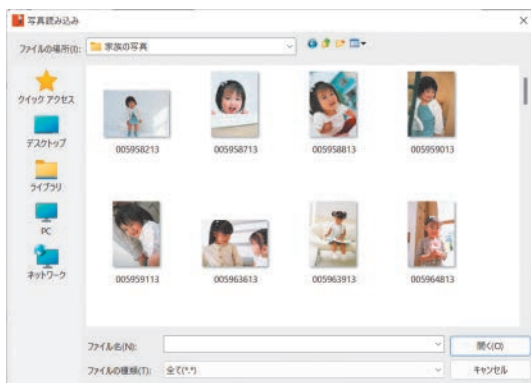 写真読み込み
ファイルの場所(I):
家族の写真
クイック アクセス
デスクトップ
ライブラリ
PC
ネットワーク
005958213
005958713
005958813
005959013
005959113
005963613
005963913
005964813
ファイル名(N):
開く(O)
ファイルの種類(T):
全て(*.*)
キャンセル